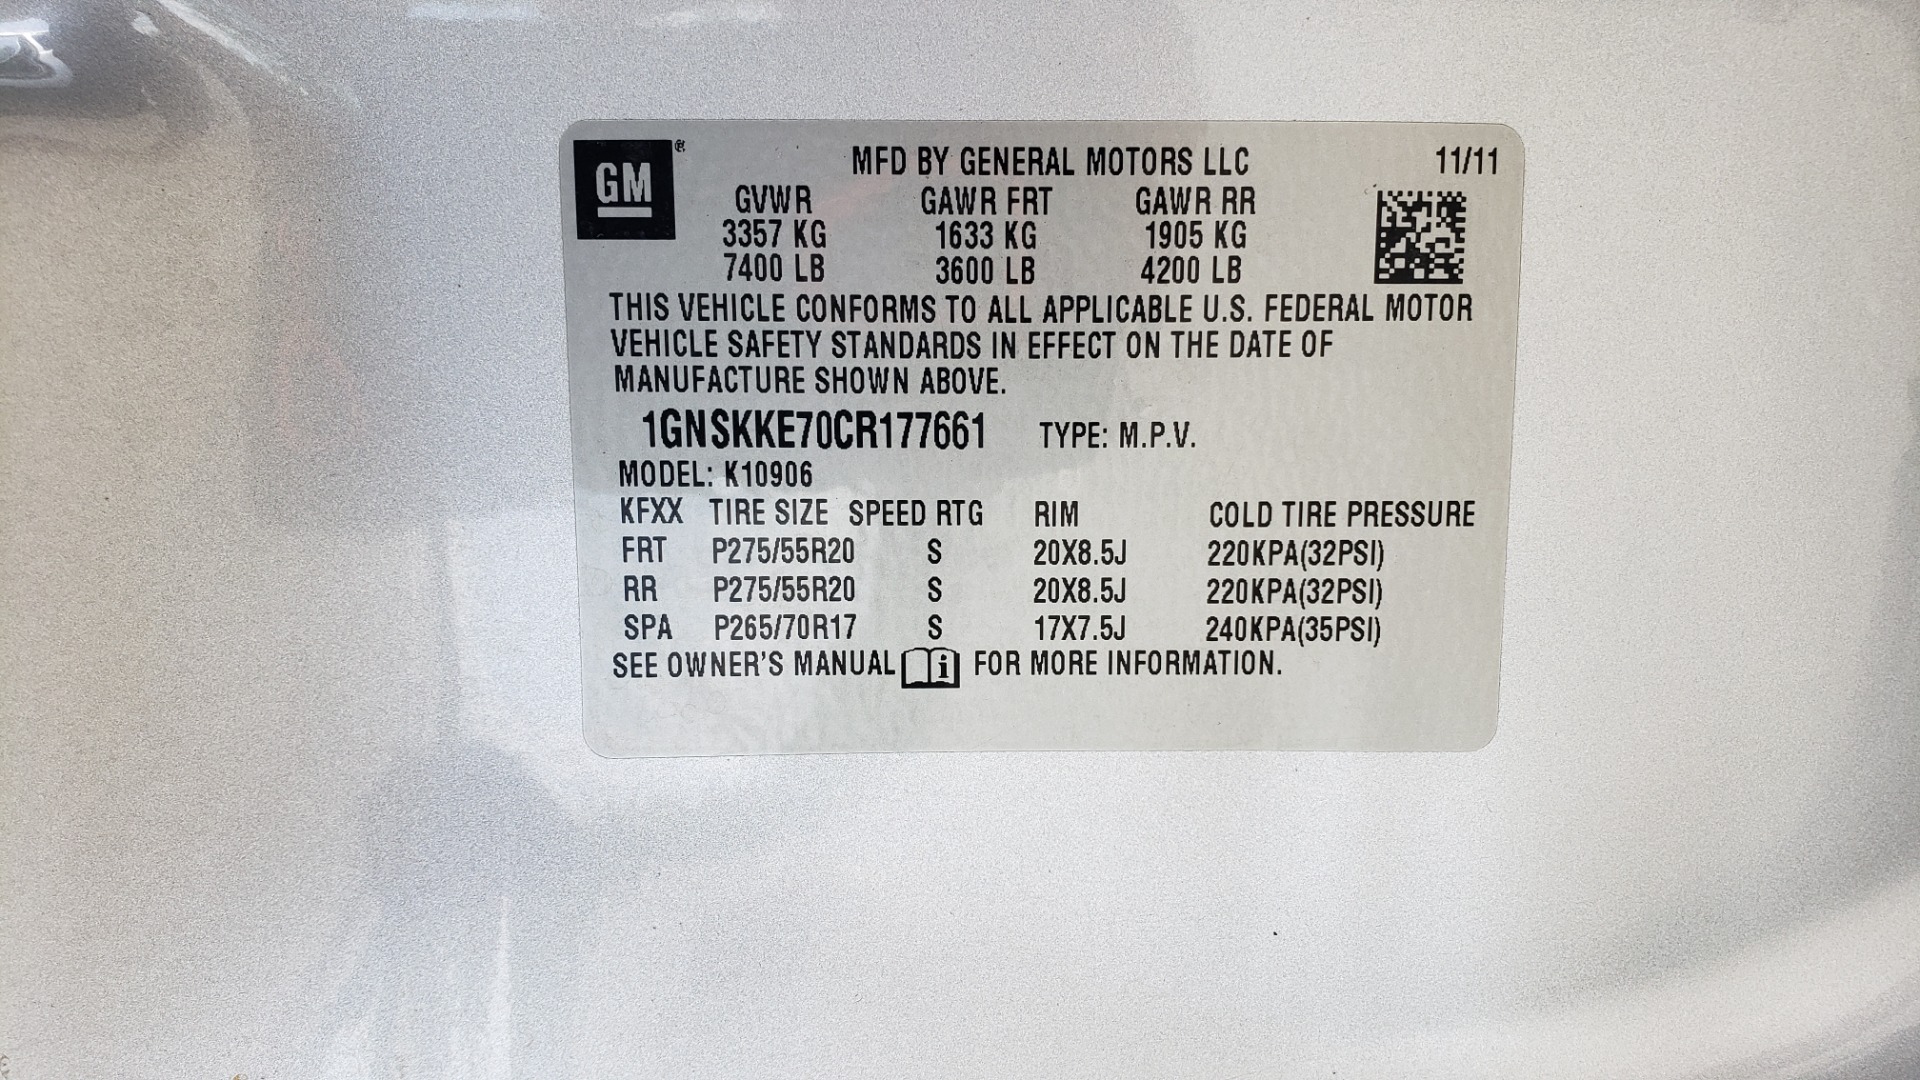 GM®
MFD BY GENERAL MOTORS LLC 11/11
GVWR GAWR FRT GAWR RR
3357 KG 1633 KG 1905 KG
7400 LB 3600 LB 4200 LB
THIS VEHICLE CONFORMS TO ALL APPLICABLE U.S. FEDERAL MOTOR
VEHICLE SAFETY STANDARDS IN EFFECT ON THE DATE OF
MANUFACTURE SHOWN ABOVE.
1GNSKKE70CR177661 TYPE: M.P.V.
MODEL: K10906
KFXX TIRE SIZE SPEED RTG RIM COLD TIRE PRESSURE
FRT P275/55R20 S 20X8.5J 220KPA(32PSI)
RR P275/55R20 S 20X8.5J 220KPA(32PSI)
SPA P265/70R17 S 17X7.5J 240KPA(35PSI)
SEE OWNER'S MANUAL i FOR MORE INFORMATION.